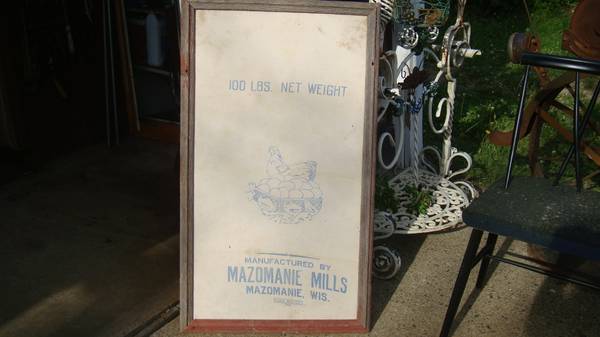 100 LBS. NET WEIGHT
MANUFACTURED BY
MAZOMANIE MILLS
MAZOMANIE, WIS.